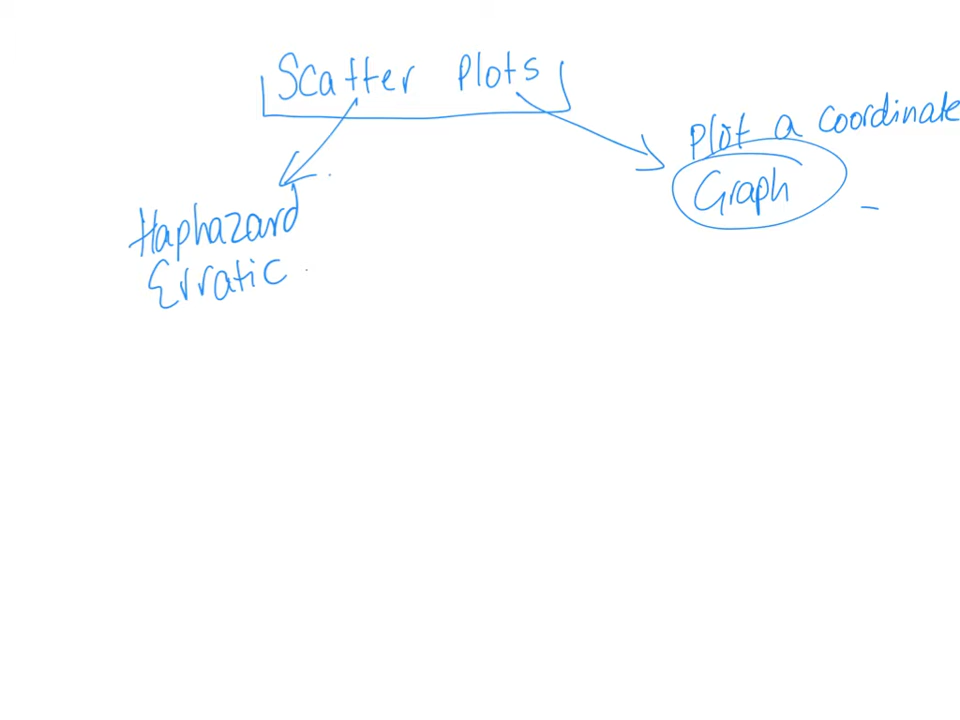 Scatter Plots
Plot a coordinate
Graph
Haphazard
Erratic